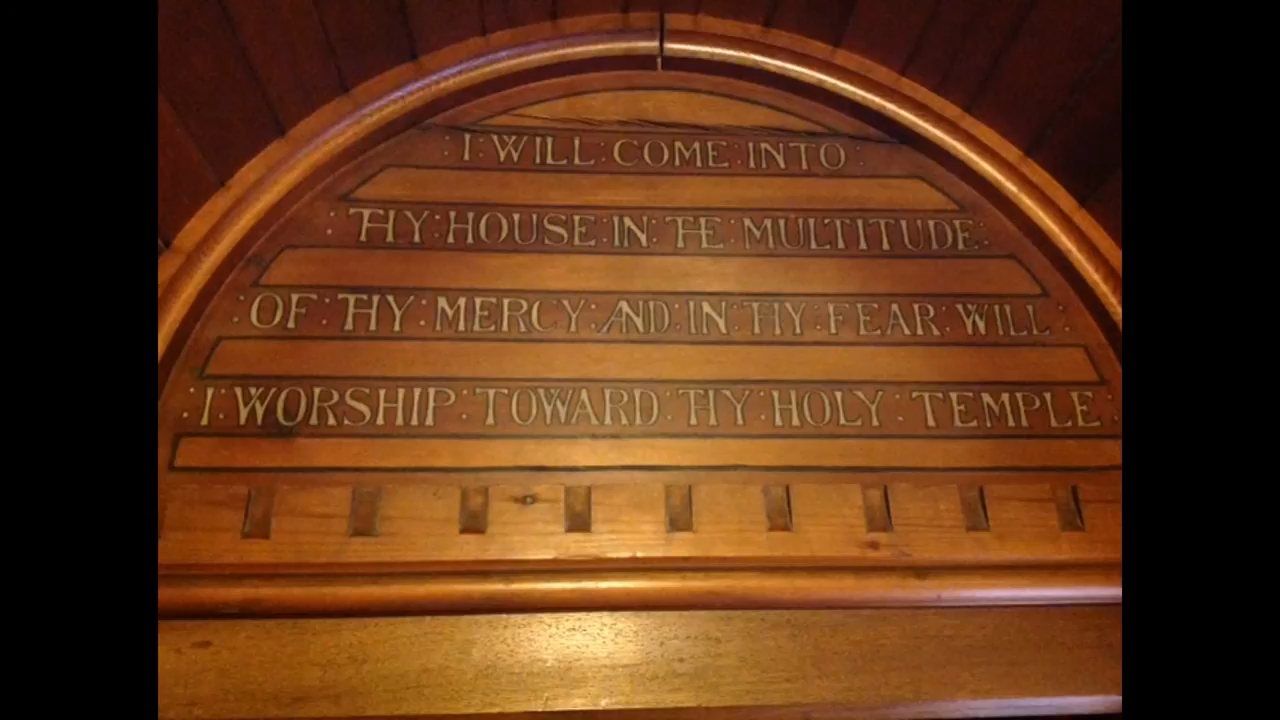 : I : WILL : COME : INTO :
: THY : HOUSE : IN : THE : MULTITUDE :
: OF : THY : MERCY : AND : IN : THY : FEAR : WILL :
: I : WORSHIP : TOWARD : THY : HOLY : TEMPLE :